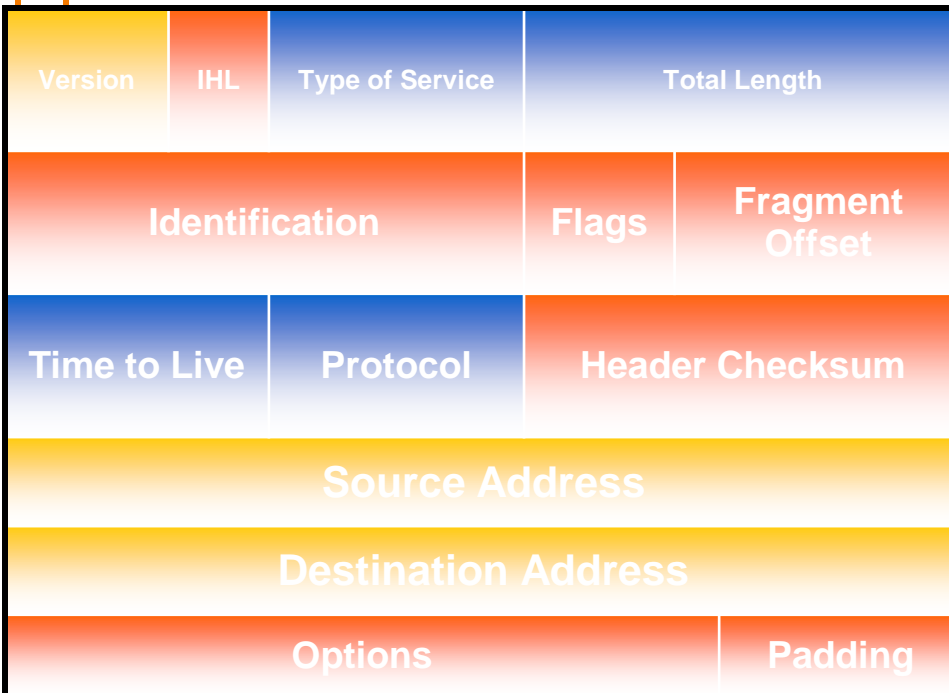 Version IHL Type of Service Total Length
Identification Flags Fragment
Offset
Time to Live Protocol Header Checksum
Source Address
Destination Address
Options Padding